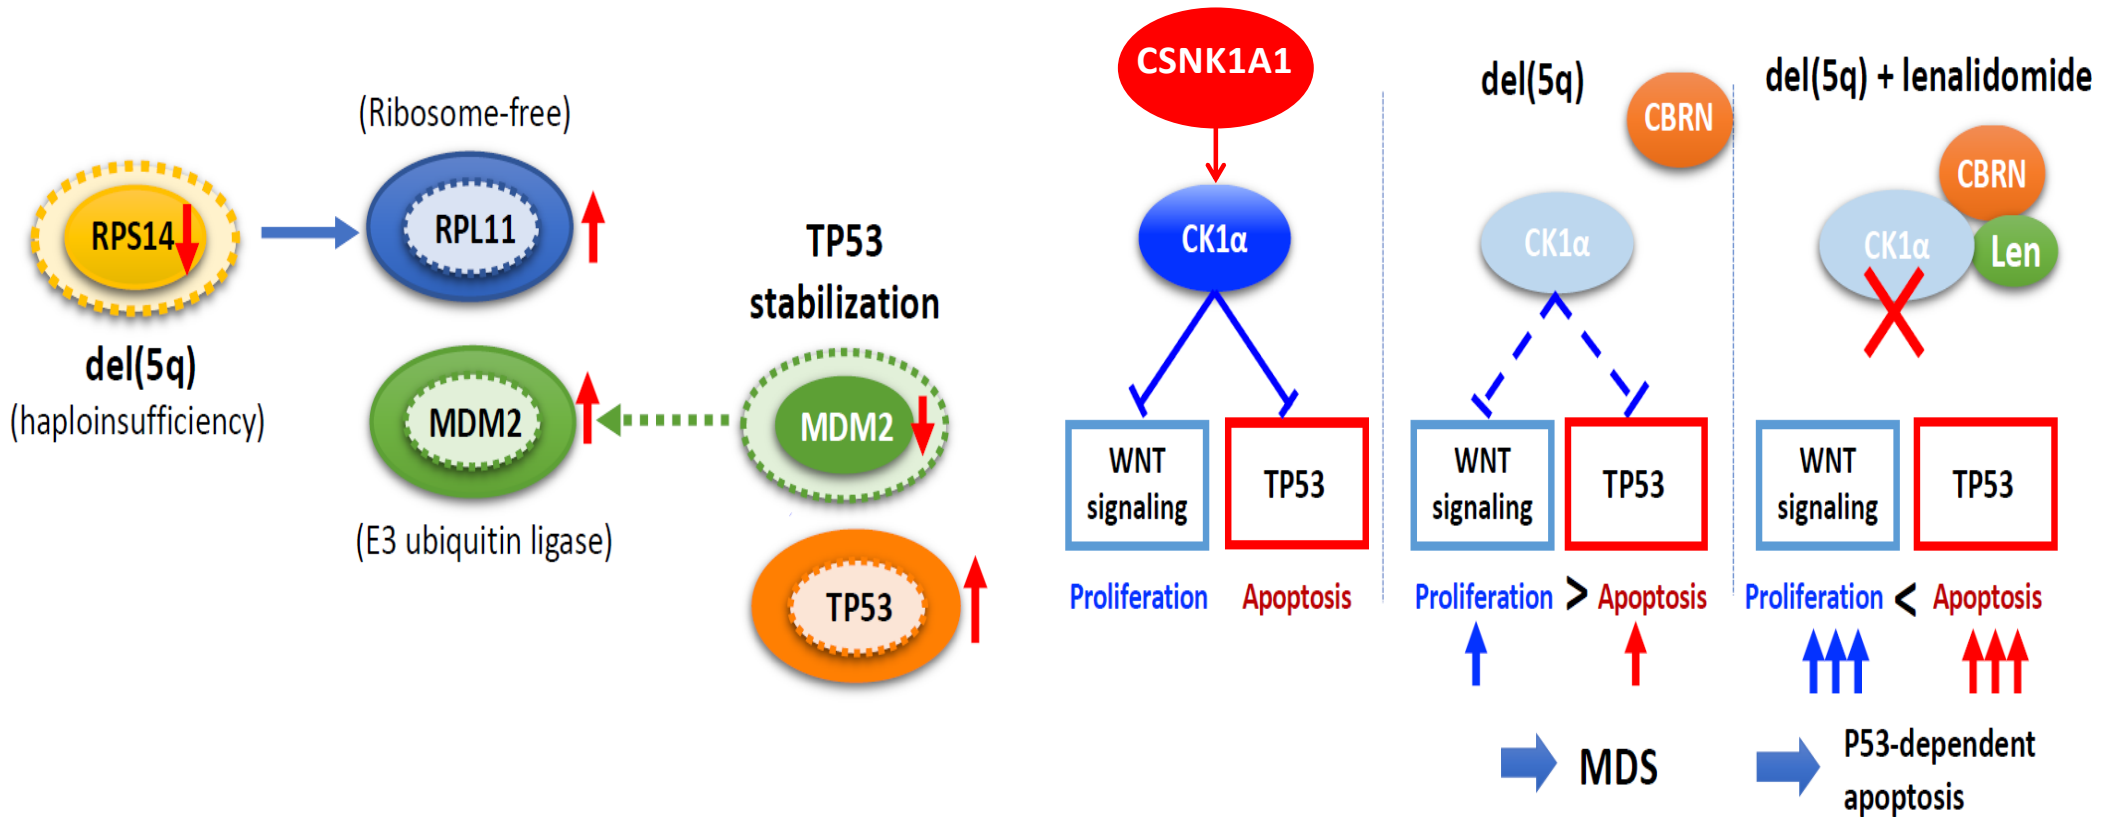 (Ribosome-free)
RPS14
RPL11
del(5q)
(haploinsufficiency)
MDM2
(E3 ubiquitin ligase)
TP53
stabilization
MDM2
TP53
CSNK1A1
CK1α
WNT
signaling
TP53
Proliferation
Apoptosis
del(5q)
CBRN
CK1α
WNT
signaling
TP53
Proliferation > Apoptosis
MDS
del(5q) + lenalidomide
CBRN
CK1α
Len
WNT
signaling
TP53
Proliferation < Apoptosis
P53-dependent
apoptosis